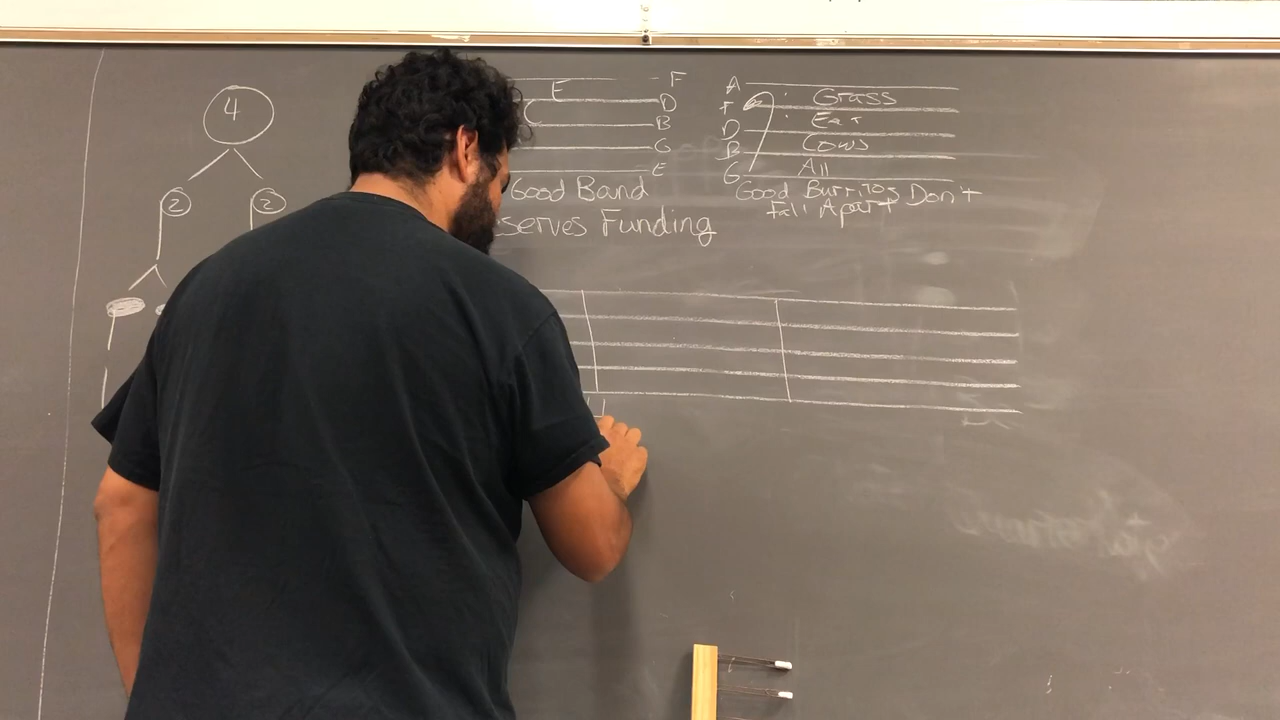 4
2
2
E
C
F
D
B
G
E
Good Band
serves Funding
A
F
D
B
G
Grass
Eat
Cows
All
Good Burritos Don't
Fall Apart